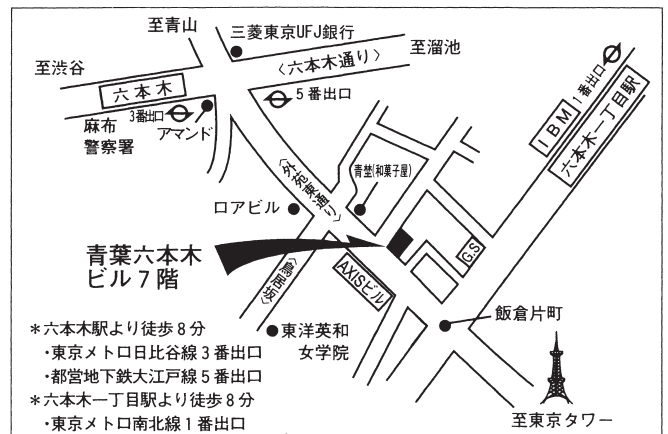 至青山
三菱東京UFJ銀行
〈六本木通り〉
至溜池
至渋谷
六本木
3番出口
5番出口
アマンド
麻布
警察署
1番出口
IBM
六本木一丁目駅
〈外苑東通り〉
青埜(和菓子屋)
ロアビル
青葉六本木
ビル7階
〈鳥居坂〉
AXISビル
G.S
飯倉片町
東洋英和
女学院
至東京タワー
＊六本木駅より徒歩8分
・東京メトロ日比谷線3番出口
・都営地下鉄大江戸線5番出口
＊六本木一丁目駅より徒歩8分
・東京メトロ南北線1番出口